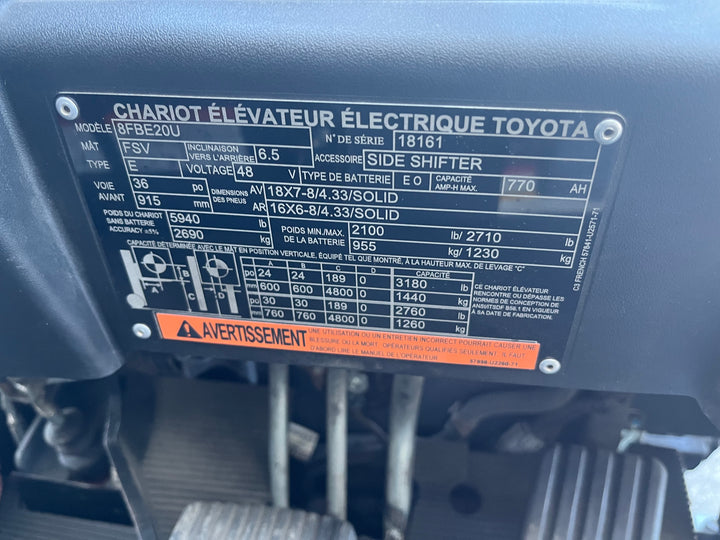 CHARIOT ÉLÉVATEUR ÉLECTRIQUE TOYOTA
MODÈLE 8FBE20U N° DE SÉRIE 18161
MÂT FSV INCLINAISON VERS L'ARRIÈRE 6.5 ACCESSOIRE SIDE SHIFTER
TYPE E VOLTAGE 48 V TYPE DE BATTERIE E O CAPACITÉ AMP-H MAX. 770 AH
VOIE AVANT 36 po DIMENSIONS DES PNEUS AV 18X7-8/4.33/SOLID
915 mm AR 16X6-8/4.33/SOLID
POIDS DU CHARIOT SANS BATTERIE ACCURACY ±5% 5940 lb POIDS MIN./MAX. DE LA BATTERIE 2100 lb/ 2710
2690 kg 955 kg/ 1230
CAPACITÉ DÉTERMINÉE AVEC LE MÂT EN POSITION VERTICALE, ÉQUIPÉ TEL QUE MONTRÉ, À LA HAUTEUR MAX. DE LEVAGE "C"
A B C D CAPACITÉ
po 24 24 189 0 3180 lb
mm 600 600 4800 0 1440 kg
po 30 30 189 0 2760 lb
mm 760 760 4800 0 1260 kg
A B C D
CE CHARIOT ÉLÉVATEUR
RENCONTRE OU DÉPASSE LES
NORMES DE CONCEPTION DE
ANSI/ITSDF B56.1 EN VIGUEUR
À SA DATE DE FABRICATION.
C3 FRENCH 57841-U2571-71
AVERTISSEMENT
UNE UTILISATION OU UN ENTRETIEN INCORRECT POURRAIT CAUSER UNE
BLESSURE OU LA MORT. OPÉRATEURS QUALIFIÉS SEULEMENT. IL FAUT
D'ABORD LIRE LE MANUEL DE L'OPÉRATEUR.
57898-U2260-71